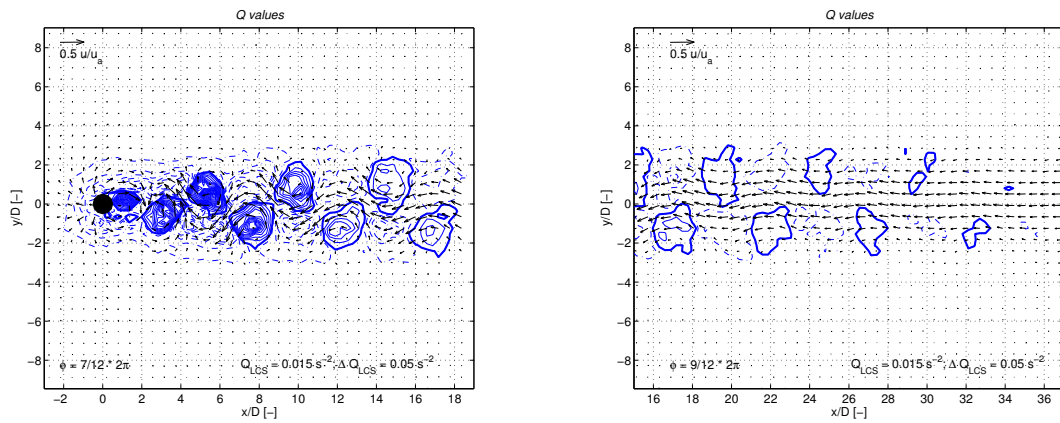 Q values
0.5 u/u_a
8
6
4
2
0
−2
−4
−6
−8
y/D [−]
ϕ = 7/12 * 2π
Q_LCS = 0.015 s^−2; Δ Q_LCS = 0.05 s^−2
−2 0 2 4 6 8 10 12 14 16 18
x/D [−]
Q values
0.5 u/u_a
8
6
4
2
0
−2
−4
−6
−8
y/D [−]
ϕ = 9/12 * 2π
Q_LCS = 0.015 s^−2; Δ Q_LCS = 0.05 s^−2
16 18 20 22 24 26 28 30 32 34 36
x/D [−]